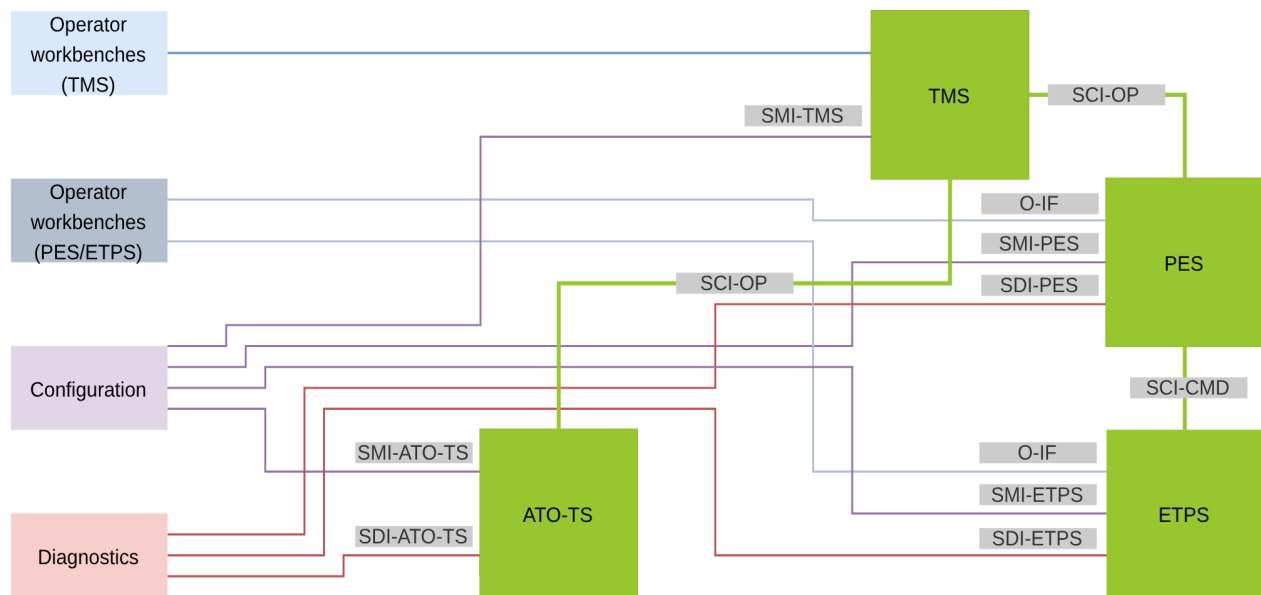 Operator
workbenches
(TMS)
TMS
SCI-OP
SMI-TMS
Operator
workbenches
(PES/ETPS)
O-IF
SMI-PES
SDI-PES
PES
SCI-OP
Configuration
SCI-CMD
SMI-ATO-TS
SDI-ATO-TS
ATO-TS
O-IF
SMI-ETPS
SDI-ETPS
ETPS
Diagnostics